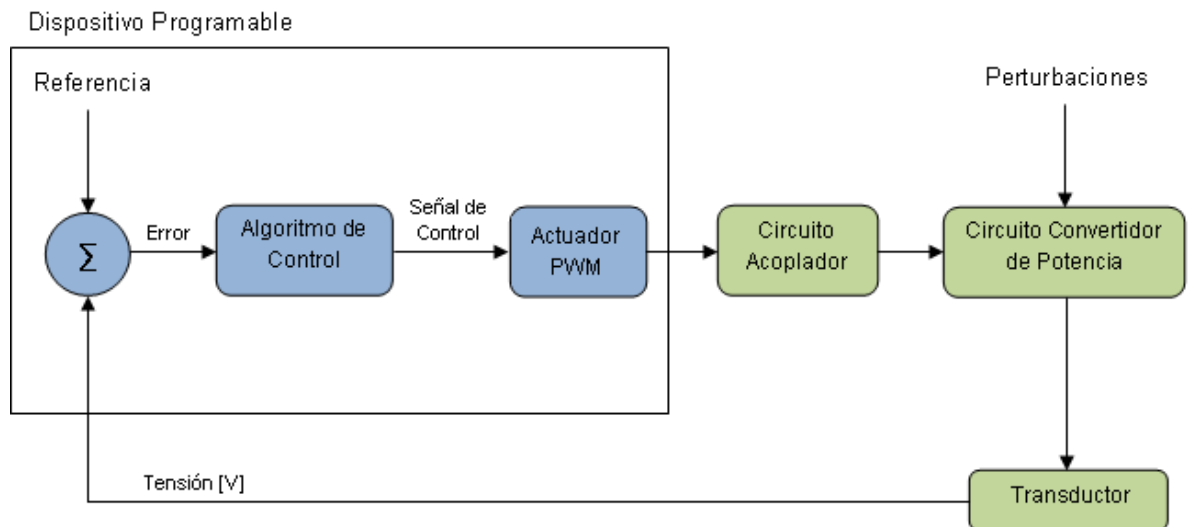 Dispositivo Programable
Referencia
Perturbaciones
Σ
Error
Algoritmo de
Control
Señal de
Control
Actuador
PWM
Circuito
Acoplador
Circuito Convertidor
de Potencia
Tensión [V]
Transductor